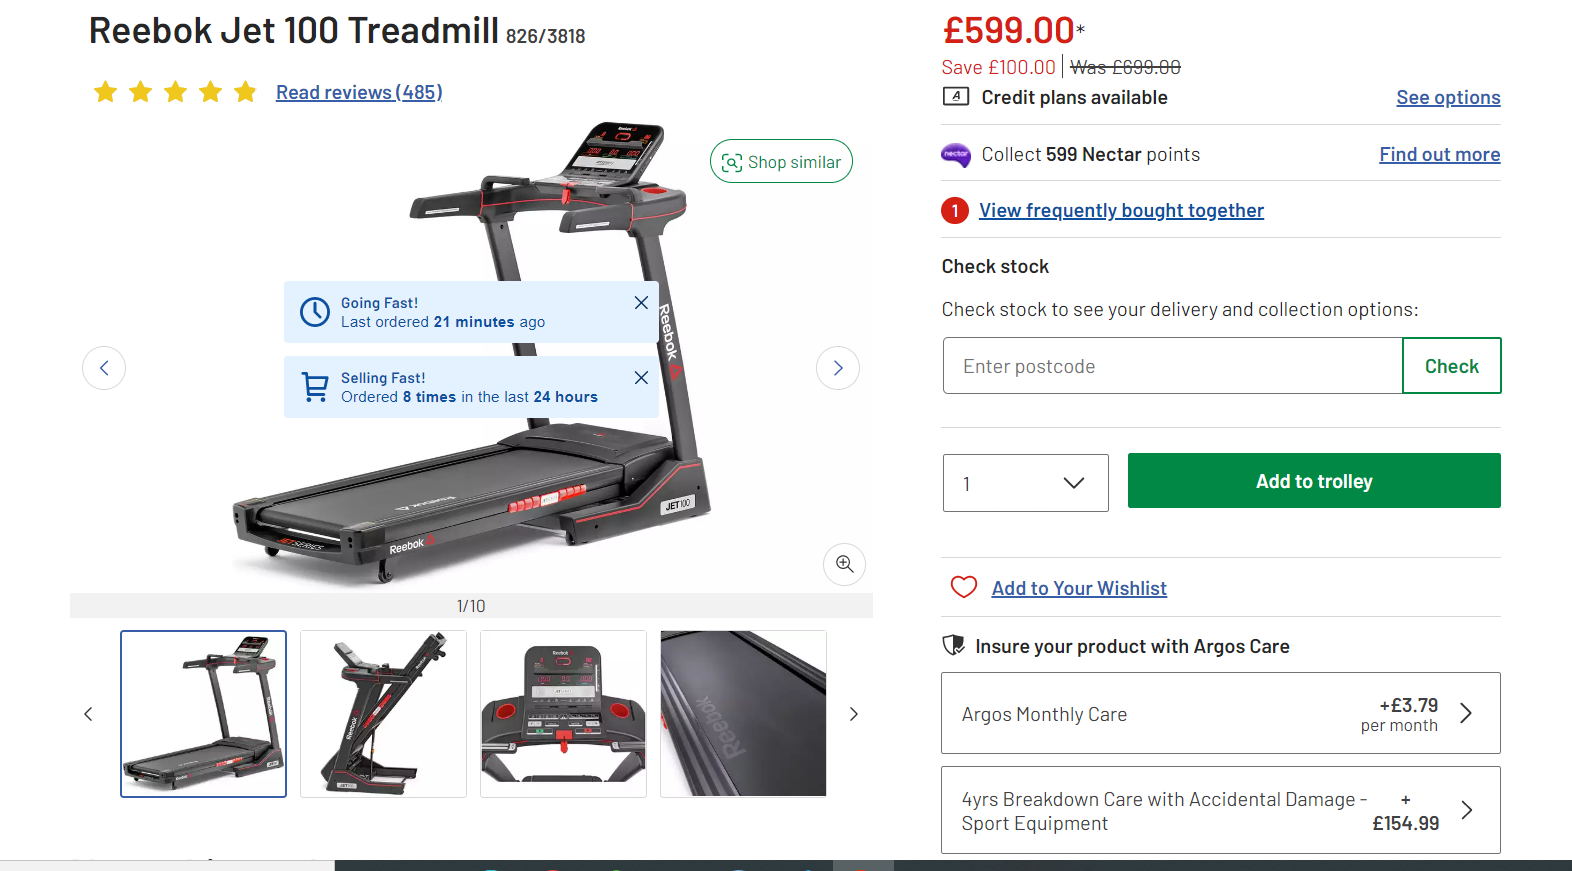 Reebok Jet 100 Treadmill 826/3818
Read reviews (485)
Shop similar
Going Fast!
Last ordered 21 minutes ago
Selling Fast!
Ordered 8 times in the last 24 hours
Reebok
Reebok
JET 100
JET SERIES
Reebok
REEBOK
1/10
£599.00*
Save £100.00 | Was £699.00
Credit plans available
See options
nectar
Collect 599 Nectar points
Find out more
1 View frequently bought together
Check stock
Check stock to see your delivery and collection options:
Enter postcode
Check
1
Add to trolley
Add to Your Wishlist
Insure your product with Argos Care
Argos Monthly Care
+£3.79
per month
4yrs Breakdown Care with Accidental Damage -
Sport Equipment
+
£154.99